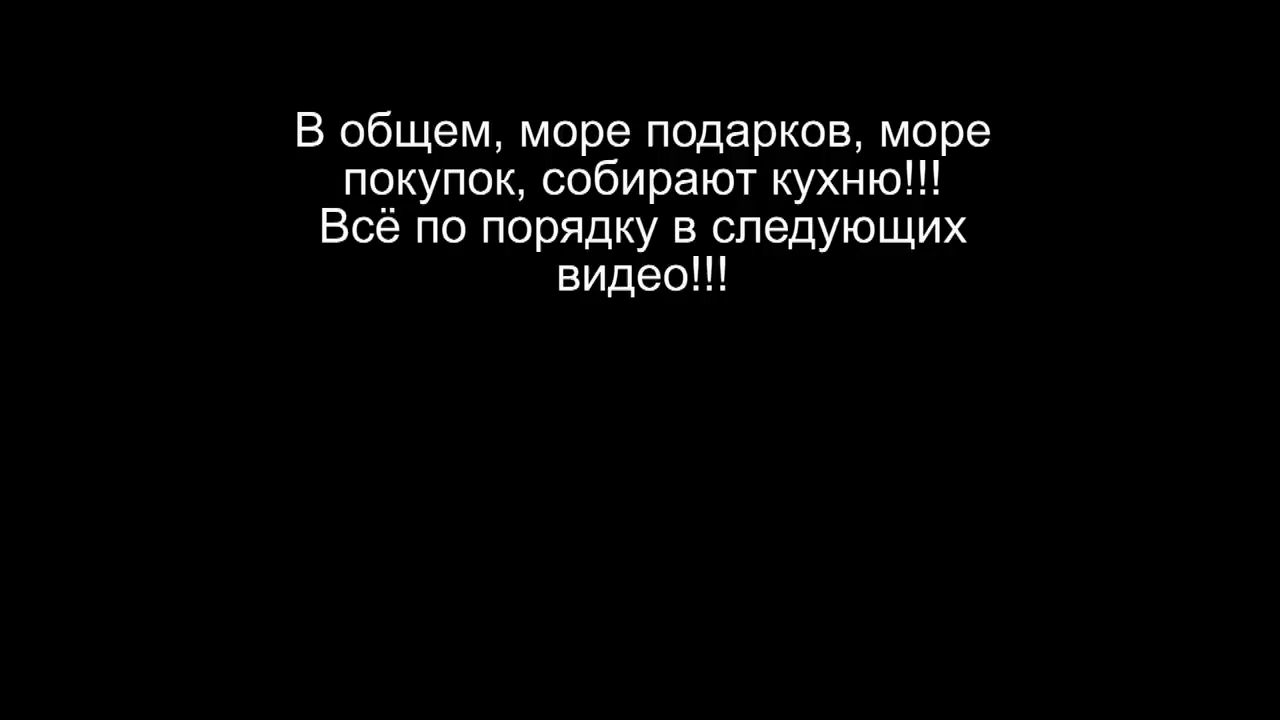 В общем, море подарков, море
покупок, собирают кухню!!!
Всё по порядку в следующих
видео!!!